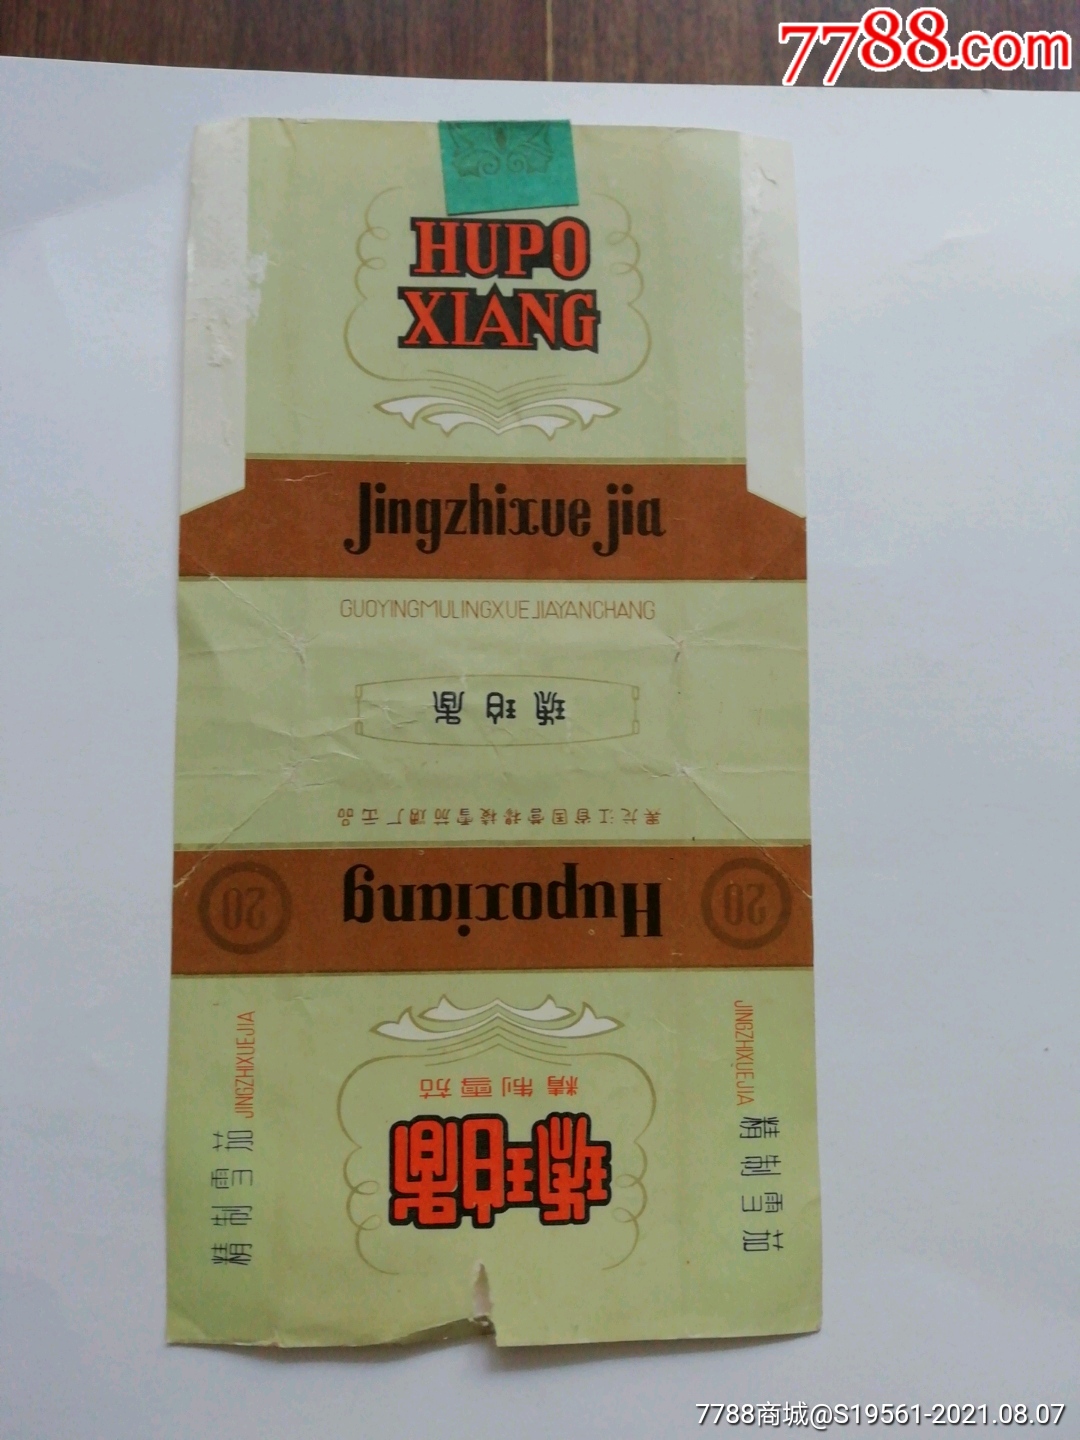 7788.com
HUPO
XIANG
Jingzhixue jia
GUOYINGMULINGXUEJIAYANCHANG
琥珀香
黑龙江省国营穆棱雪茄烟厂出品
20
Hupoxiang
20
精制雪茄
琥珀香
精制雪茄 JINGZHIXUEJIA
JINGZHIXUEJIA 精制雪茄
7788商城@S19561-2021.08.07